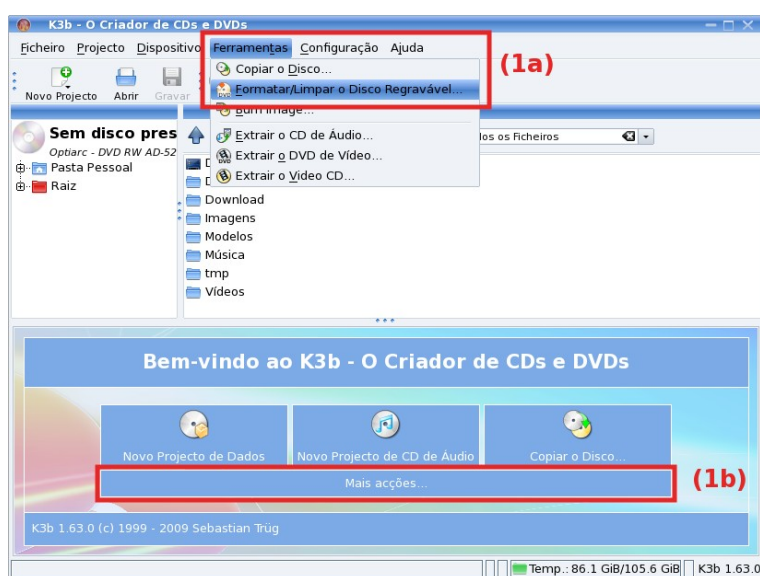 K3b - O Criador de CDs e DVDs
Ficheiro Projecto Dispositivo Ferramentas Configuração Ajuda
(1a)
Copiar o Disco...
Formatar/Limpar o Disco Regravável...
Burn Image...
Extrair o CD de Áudio...
Extrair o DVD de Vídeo...
Extrair o Video CD...
Novo Projecto Abrir Gravar
Sem disco pres
Optiarc - DVD RW AD-52
os os Ficheiros
Pasta Pessoal
Raiz
Download
Imagens
Modelos
Música
tmp
Vídeos
Bem-vindo ao K3b - O Criador de CDs e DVDs
Novo Projecto de Dados Novo Projecto de CD de Áudio Copiar o Disco...
Mais acções...
(1b)
K3b 1.63.0 (c) 1999 - 2009 Sebastian Trüg
Temp.: 86.1 GiB/105.6 GiB K3b 1.63.0